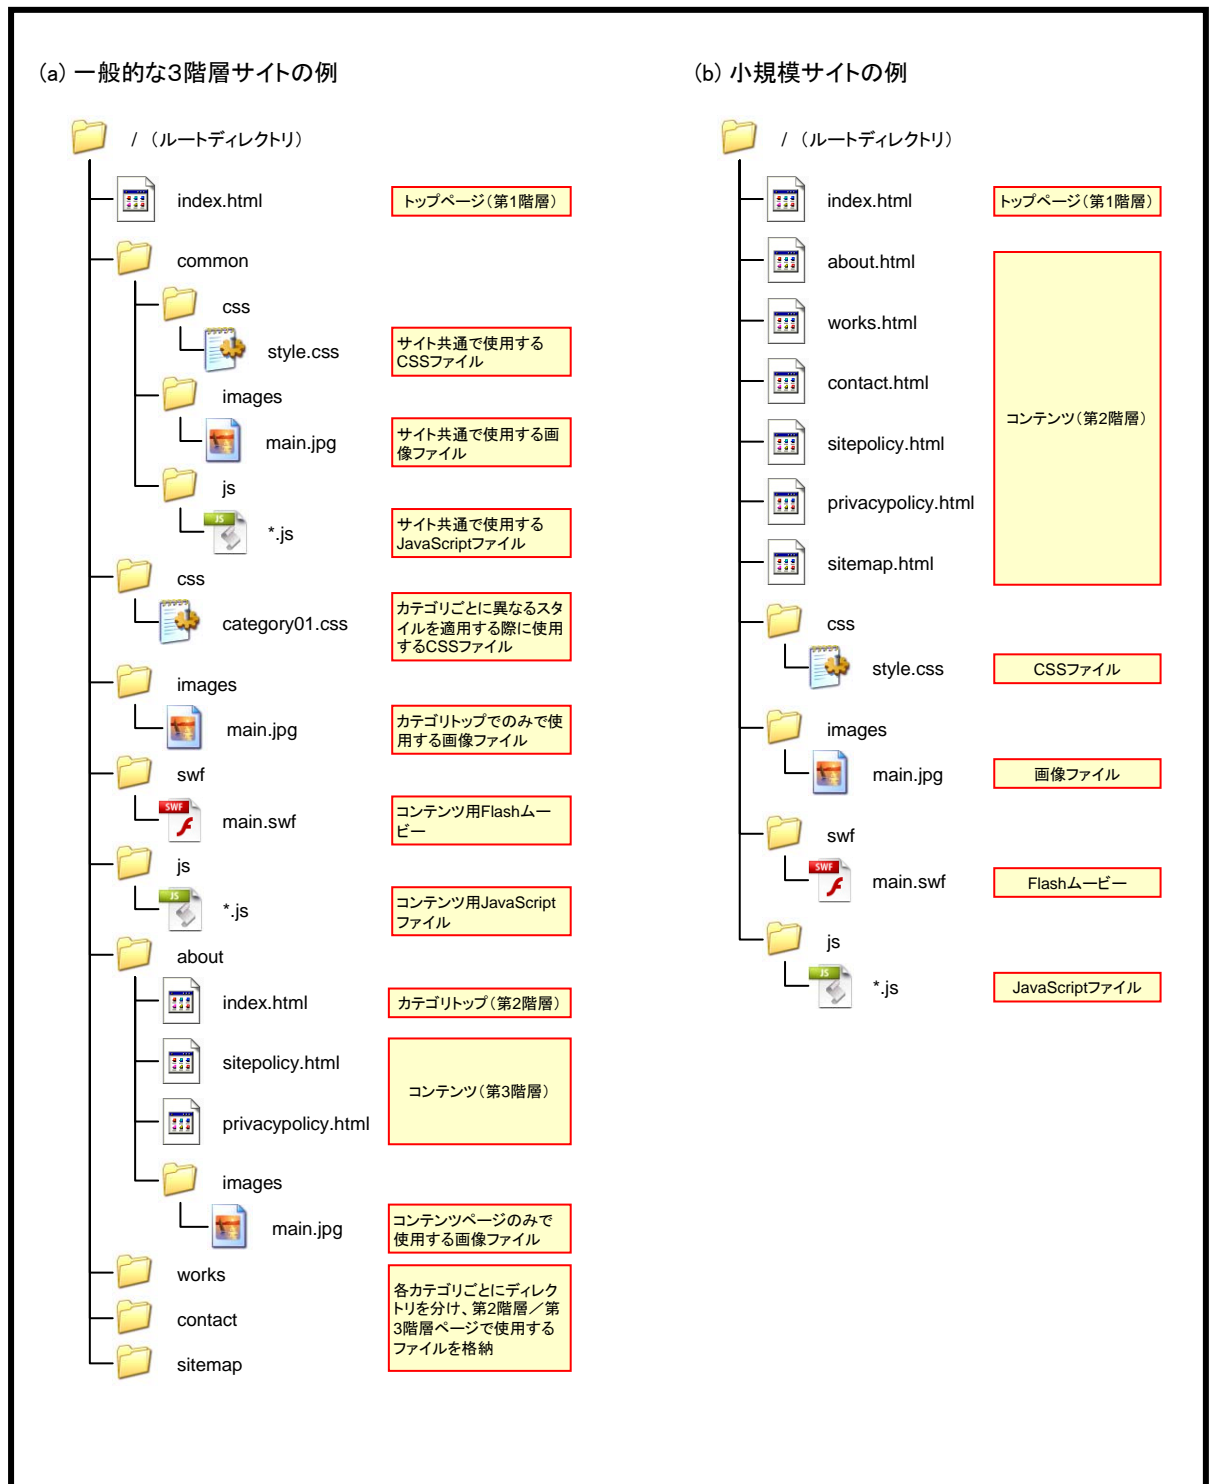 (a) 一般的な3階層サイトの例
/ （ルートディレクトリ）
index.html
トップページ（第1階層）
common
css
style.css
サイト共通で使用する
CSSファイル
images
main.jpg
サイト共通で使用する画
像ファイル
js
JS
*.js
サイト共通で使用する
JavaScriptファイル
css
category01.css
カテゴリごとに異なるスタ
イルを適用する際に使用
するCSSファイル
images
main.jpg
カテゴリトップでのみで使
用する画像ファイル
swf
SWF
main.swf
コンテンツ用Flashムー
ビー
js
JS
*.js
コンテンツ用JavaScript
ファイル
about
index.html
カテゴリトップ（第2階層）
sitepolicy.html
コンテンツ（第3階層）
privacypolicy.html
images
main.jpg
コンテンツページのみで
使用する画像ファイル
works
contact
sitemap
各カテゴリごとにディレク
トリを分け、第2階層／第
3階層ページで使用する
ファイルを格納
(b) 小規模サイトの例
/ （ルートディレクトリ）
index.html
トップページ（第1階層）
about.html
works.html
contact.html
コンテンツ（第2階層）
sitepolicy.html
privacypolicy.html
sitemap.html
css
style.css
CSSファイル
images
main.jpg
画像ファイル
swf
SWF
main.swf
Flashムービー
js
JS
*.js
JavaScriptファイル